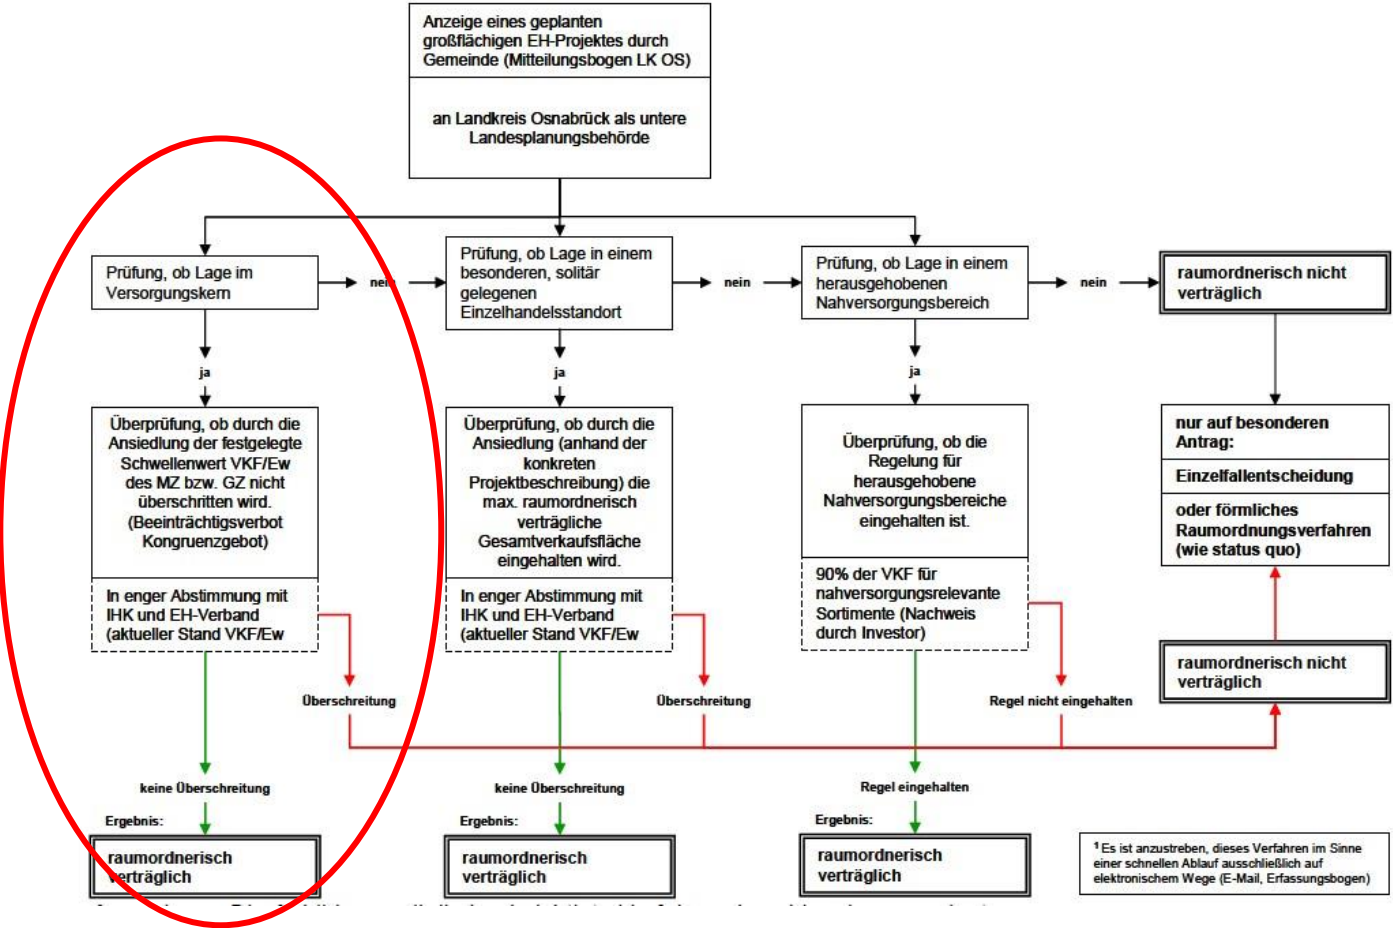 Anzeige eines geplanten
großflächigen EH-Projektes durch
Gemeinde (Mitteilungsbogen LK OS)
an Landkreis Osnabrück als untere
Landesplanungsbehörde
Prüfung, ob Lage im
Versorgungskern
nein
Prüfung, ob Lage in einem
besonderen, solitär
gelegenen
Einzelhandelsstandort
nein
Prüfung, ob Lage in einem
herausgehobenen
Nahversorgungsbereich
nein
raumordnerisch nicht
verträglich
ja
ja
ja
Überprüfung, ob durch die
Ansiedlung der festgelegte
Schwellenwert VKF/Ew
des MZ bzw. GZ nicht
überschritten wird.
(Beeinträchtigsverbot
Kongruenzgebot)
In enger Abstimmung mit
IHK und EH-Verband
(aktueller Stand VKF/Ew
Überprüfung, ob durch die
Ansiedlung (anhand der
konkreten
Projektbeschreibung) die
max. raumordnerisch
verträgliche
Gesamtverkaufsfläche
eingehalten wird.
In enger Abstimmung mit
IHK und EH-Verband
(aktueller Stand VKF/Ew
Überprüfung, ob die
Regelung für
herausgehobene
Nahversorgungsbereiche
eingehalten ist.
90% der VKF für
nahversorgungsrelevante
Sortimente (Nachweis
durch Investor)
nur auf besonderen
Antrag:
Einzelfallentscheidung
oder förmliches
Raumordnungsverfahren
(wie status quo)
raumordnerisch nicht
verträglich
Überschreitung
Überschreitung
Regel nicht eingehalten
keine Überschreitung
keine Überschreitung
Regel eingehalten
Ergebnis:
raumordnerisch
verträglich
Ergebnis:
raumordnerisch
verträglich
Ergebnis:
raumordnerisch
verträglich
¹ Es ist anzustreben, dieses Verfahren im Sinne
einer schnellen Ablauf ausschließlich auf
elektronischem Wege (E-Mail, Erfassungsbogen)